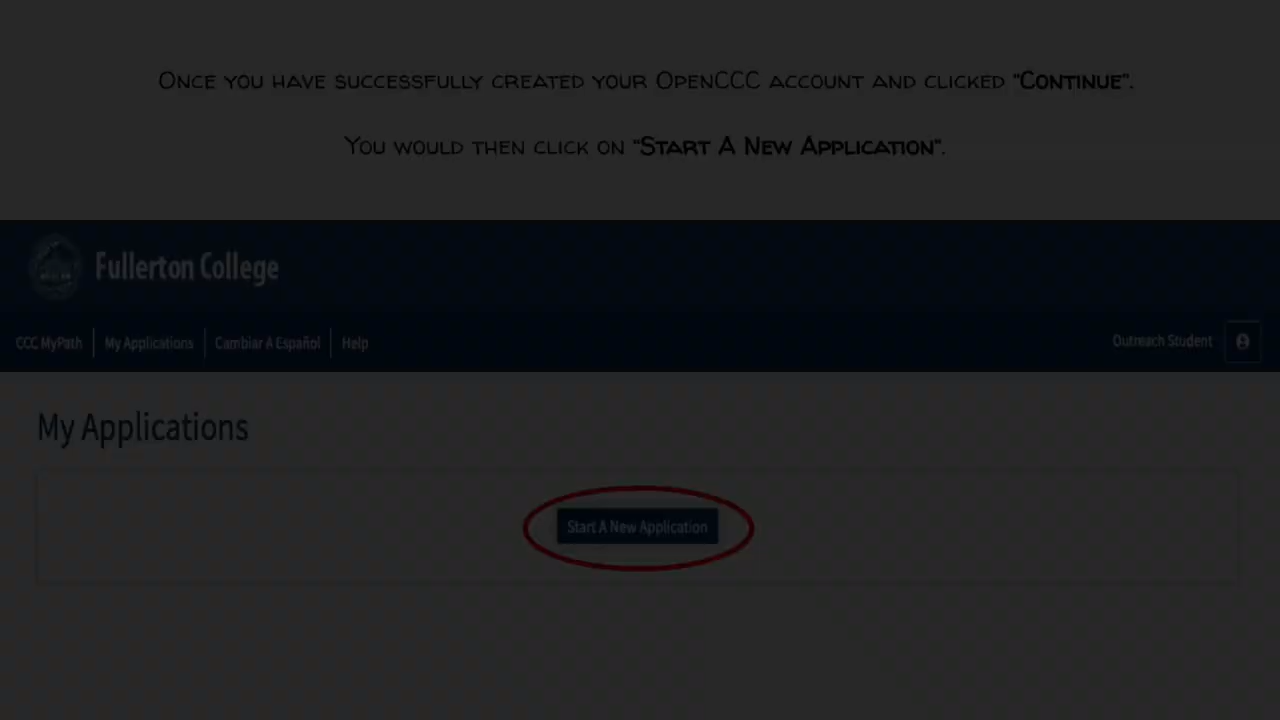 Once you have successfully created your OpenCCC account and clicked "Continue".
You would then click on "Start A New Application".
Fullerton College
CCC MyPath
My Applications
Cambiar A Español
Help
Outreach Student
My Applications
Start A New Application